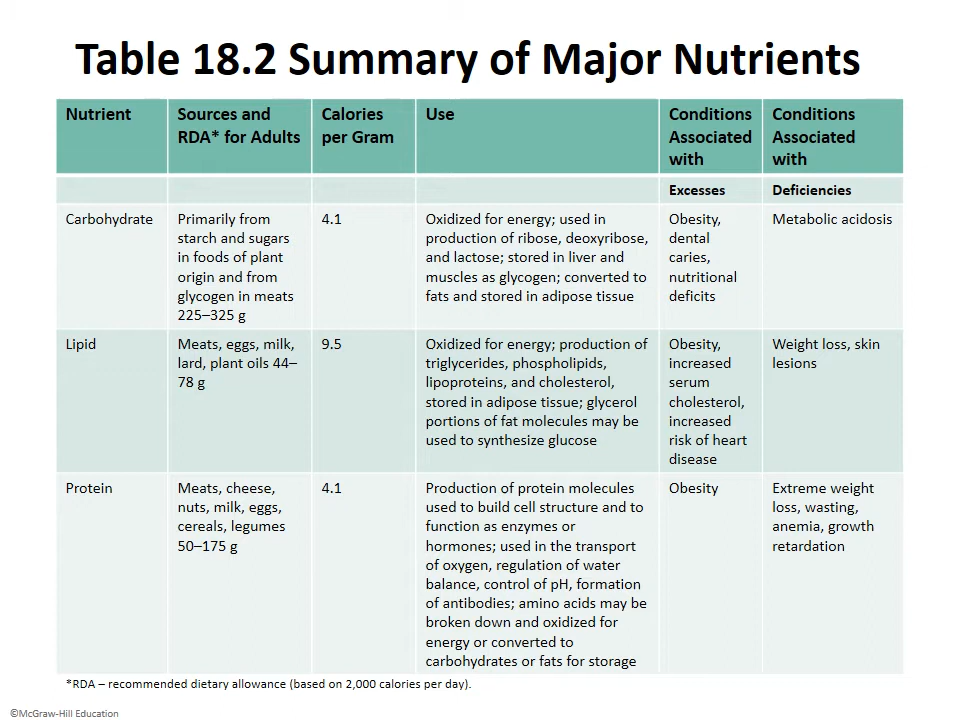 Table 18.2 Summary of Major Nutrients
Nutrient
Sources and
RDA* for Adults
Calories
per Gram
Use
Conditions
Associated
with
Conditions
Associated
with
Excesses
Deficiencies
Carbohydrate
Primarily from
starch and sugars
in foods of plant
origin and from
glycogen in meats
225–325 g
4.1
Oxidized for energy; used in
production of ribose, deoxyribose,
and lactose; stored in liver and
muscles as glycogen; converted to
fats and stored in adipose tissue
Obesity,
dental
caries,
nutritional
deficits
Metabolic acidosis
Lipid
Meats, eggs, milk,
lard, plant oils 44–
78 g
9.5
Oxidized for energy; production of
triglycerides, phospholipids,
lipoproteins, and cholesterol,
stored in adipose tissue; glycerol
portions of fat molecules may be
used to synthesize glucose
Obesity,
increased
serum
cholesterol,
increased
risk of heart
disease
Weight loss, skin
lesions
Protein
Meats, cheese,
nuts, milk, eggs,
cereals, legumes
50–175 g
4.1
Production of protein molecules
used to build cell structure and to
function as enzymes or
hormones; used in the transport
of oxygen, regulation of water
balance, control of pH, formation
of antibodies; amino acids may be
broken down and oxidized for
energy or converted to
carbohydrates or fats for storage
Obesity
Extreme weight
loss, wasting,
anemia, growth
retardation
*RDA – recommended dietary allowance (based on 2,000 calories per day).
©McGraw-Hill Education